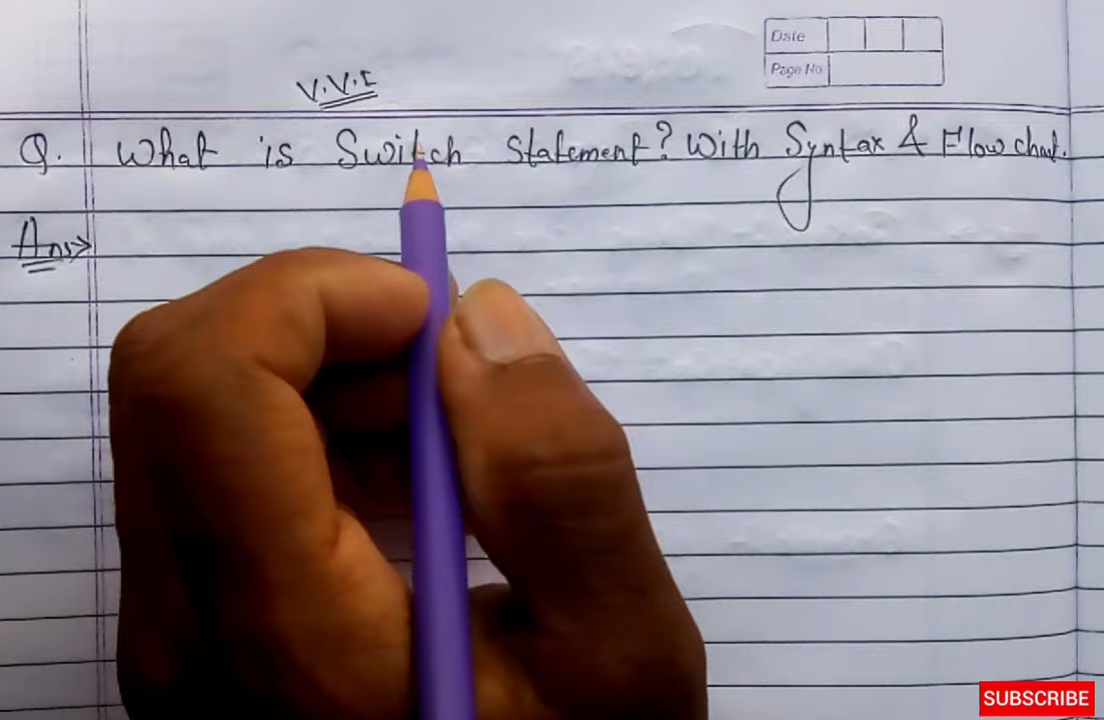 Date
Page No
V.V.I
Q. What is Switch Statement? With Syntax & Flow chart.
Ans→
SUBSCRIBE